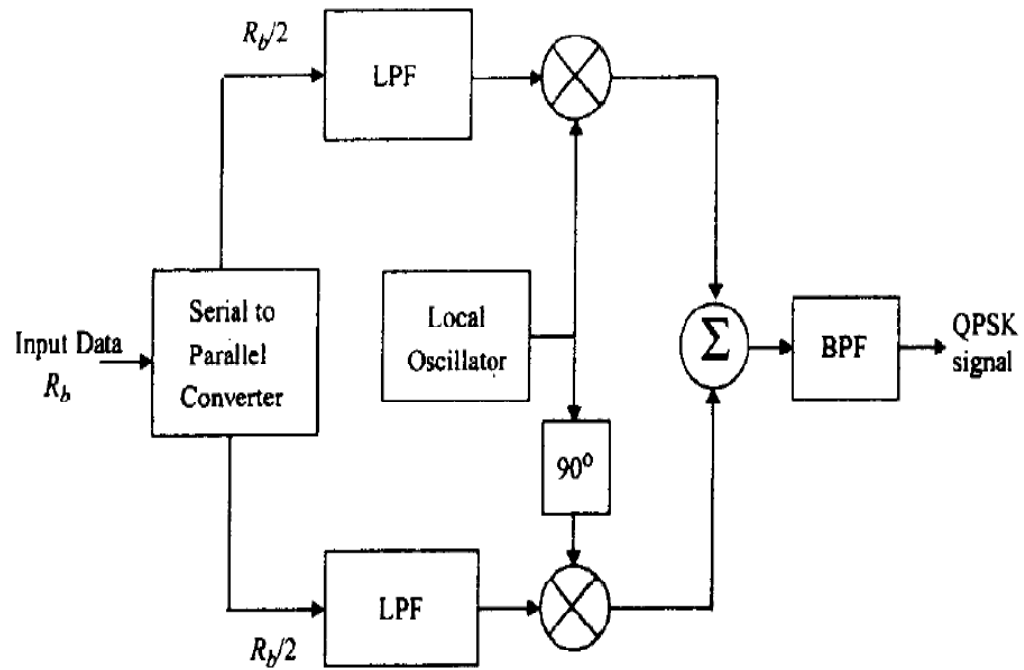 R_b/2
LPF
Input Data
R_b
Serial to
Parallel
Converter
Local
Oscillator
Σ
BPF
QPSK
signal
90°
LPF
R_b/2